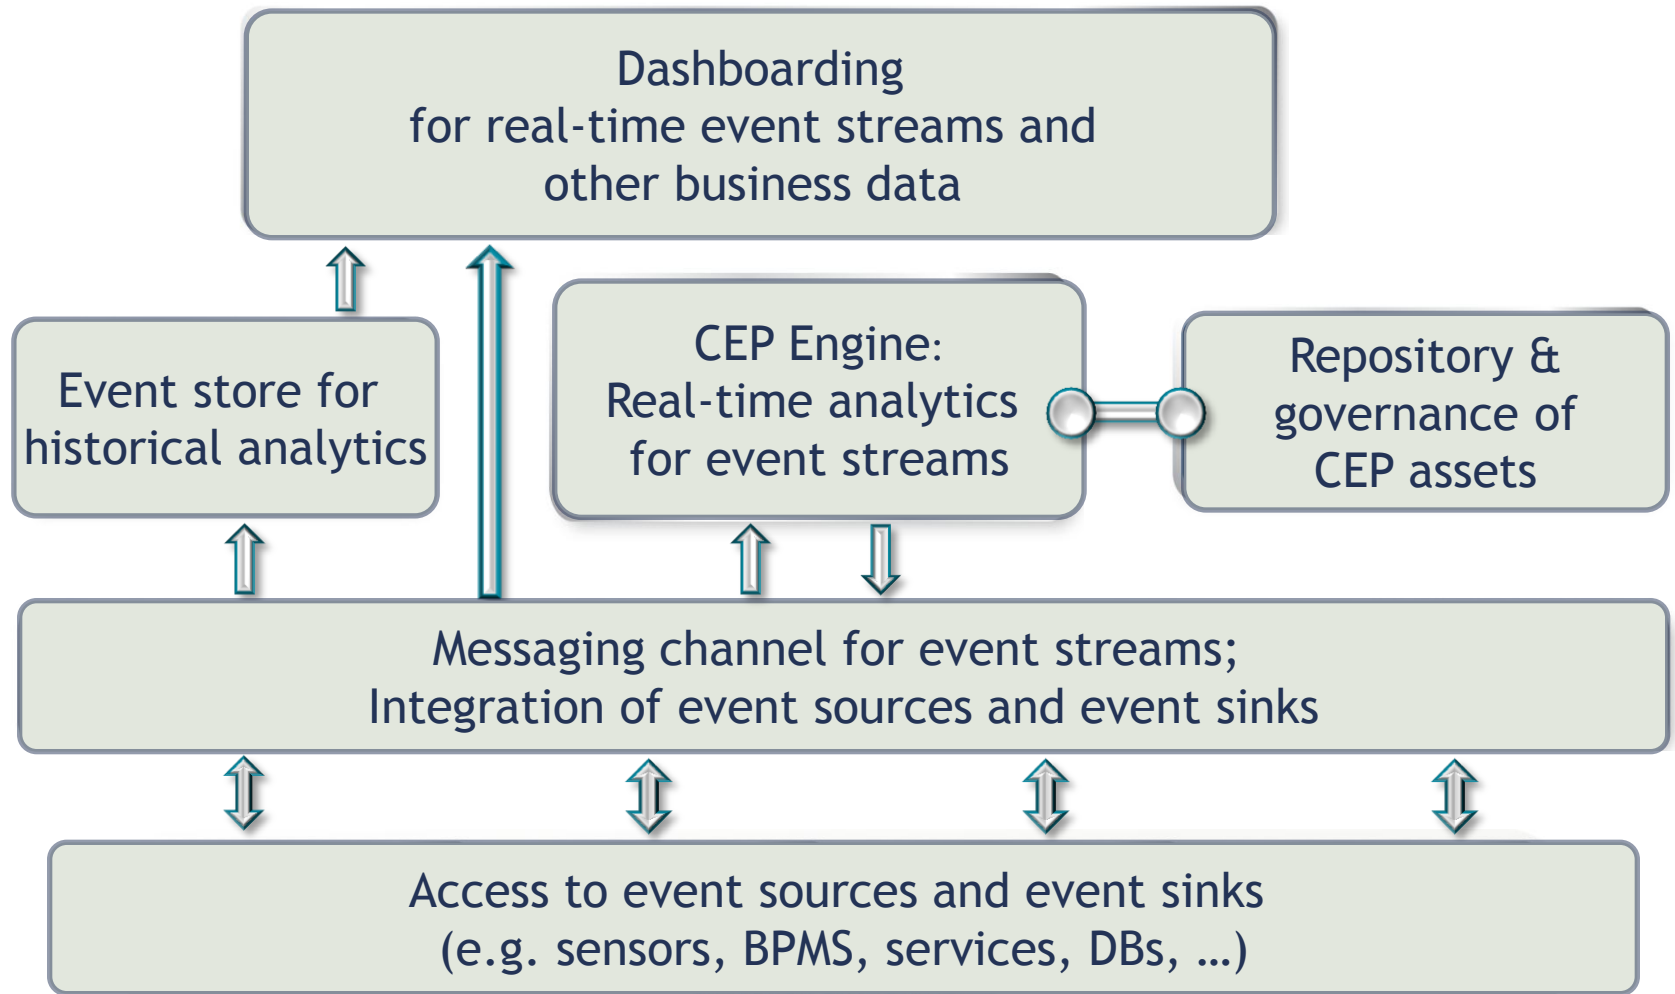 Dashboarding
for real-time event streams and
other business data
Event store for
historical analytics
CEP Engine:
Real-time analytics
for event streams
Repository &
governance of
CEP assets
Messaging channel for event streams;
Integration of event sources and event sinks
Access to event sources and event sinks
(e.g. sensors, BPMS, services, DBs, …)